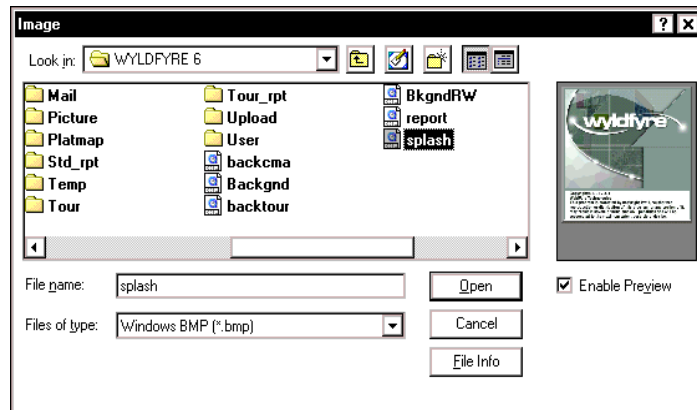 Image
Look in: WYLDFYRE 6
Mail
Picture
Platmap
Std_rpt
Temp
Tour
Tour_rpt
Upload
User
backcma
Backgnd
backtour
BkgndRW
report
splash
wyldfyre
File name: splash
Open
Enable Preview
Files of type: Windows BMP (*.bmp)
Cancel
File Info